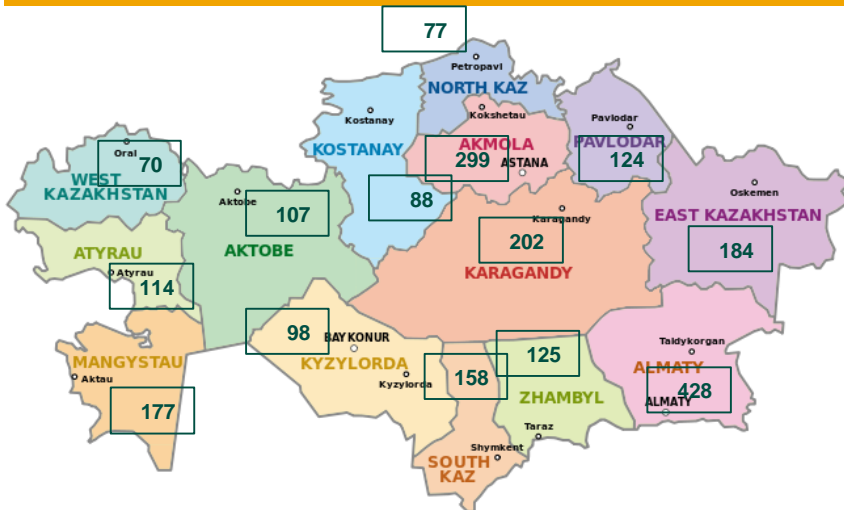 77
Petropavl
NORTH KAZ
Kostanay
Kokshetau
Pavlodar
KOSTANAY
AKMOLA
PAVLODAR
299
ASTANA
124
Oral
70
WEST
KAZAKHSTAN
Aktobe
107
88
Karagandy
Oskemen
EAST KAZAKHSTAN
ATYRAU
AKTOBE
202
184
Atyrau
KARAGANDY
114
98
BAYKONUR
125
Taldykorgan
MANGYSTAU
KYZYLORDA
ALMATY
Aktau
Kyzylorda
158
ZHAMBYL
428
ALMATY
177
Taraz
Shymkent
SOUTH
KAZ